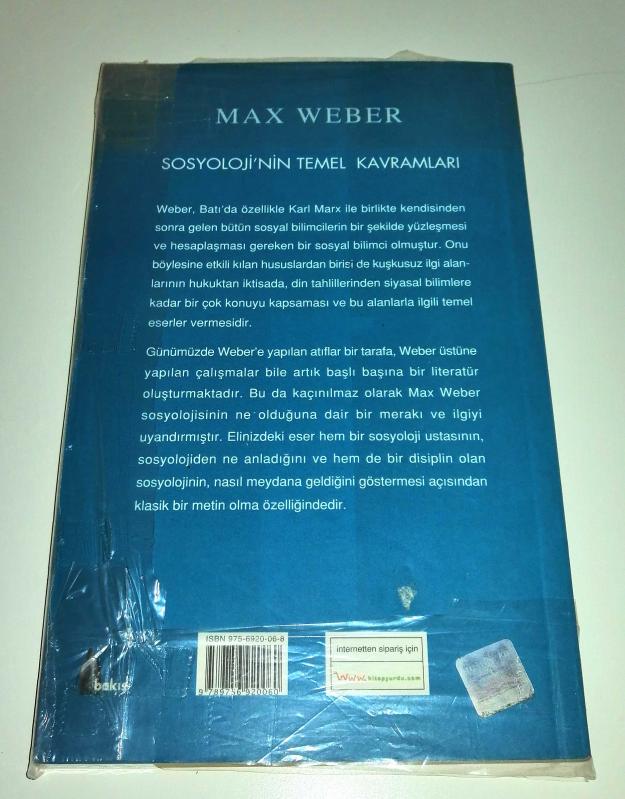 MAX WEBER
SOSYOLOJİ'NİN TEMEL KAVRAMLARI
Weber, Batı'da özellikle Karl Marx ile birlikte kendisinden
sonra gelen bütün sosyal bilimcilerin bir şekilde yüzleşmesi
ve hesaplaşması gereken bir sosyal bilimci olmuştur. Onu
böylesine etkili kılan hususlardan birisi de kuşkusuz ilgi alan-
larının hukuktan iktisada, din tahlillerinden siyasal bilimlere
kadar bir çok konuyu kapsaması ve bu alanlarla ilgili temel
eserler vermesidir.
Günümüzde Weber'e yapılan atıflar bir tarafa, Weber üstüne
yapılan çalışmalar bile artık başlı başına bir literatür
oluşturmaktadır. Bu da kaçınılmaz olarak Max Weber
sosyolojisinin ne olduğuna dair bir merakı ve ilgiyi
uyandırmıştır. Elinizdeki eser hem bir sosyoloji ustasının,
sosyolojiden ne anladığını ve hem de bir disiplin olan
sosyolojinin, nasıl meydana geldiğini göstermesi açısından
klasik bir metin olma özelliğindedir.
bakış
ISBN 975-6920-06-8
9 789756 920060
internetten sipariş için
www.kitapyurdu.com